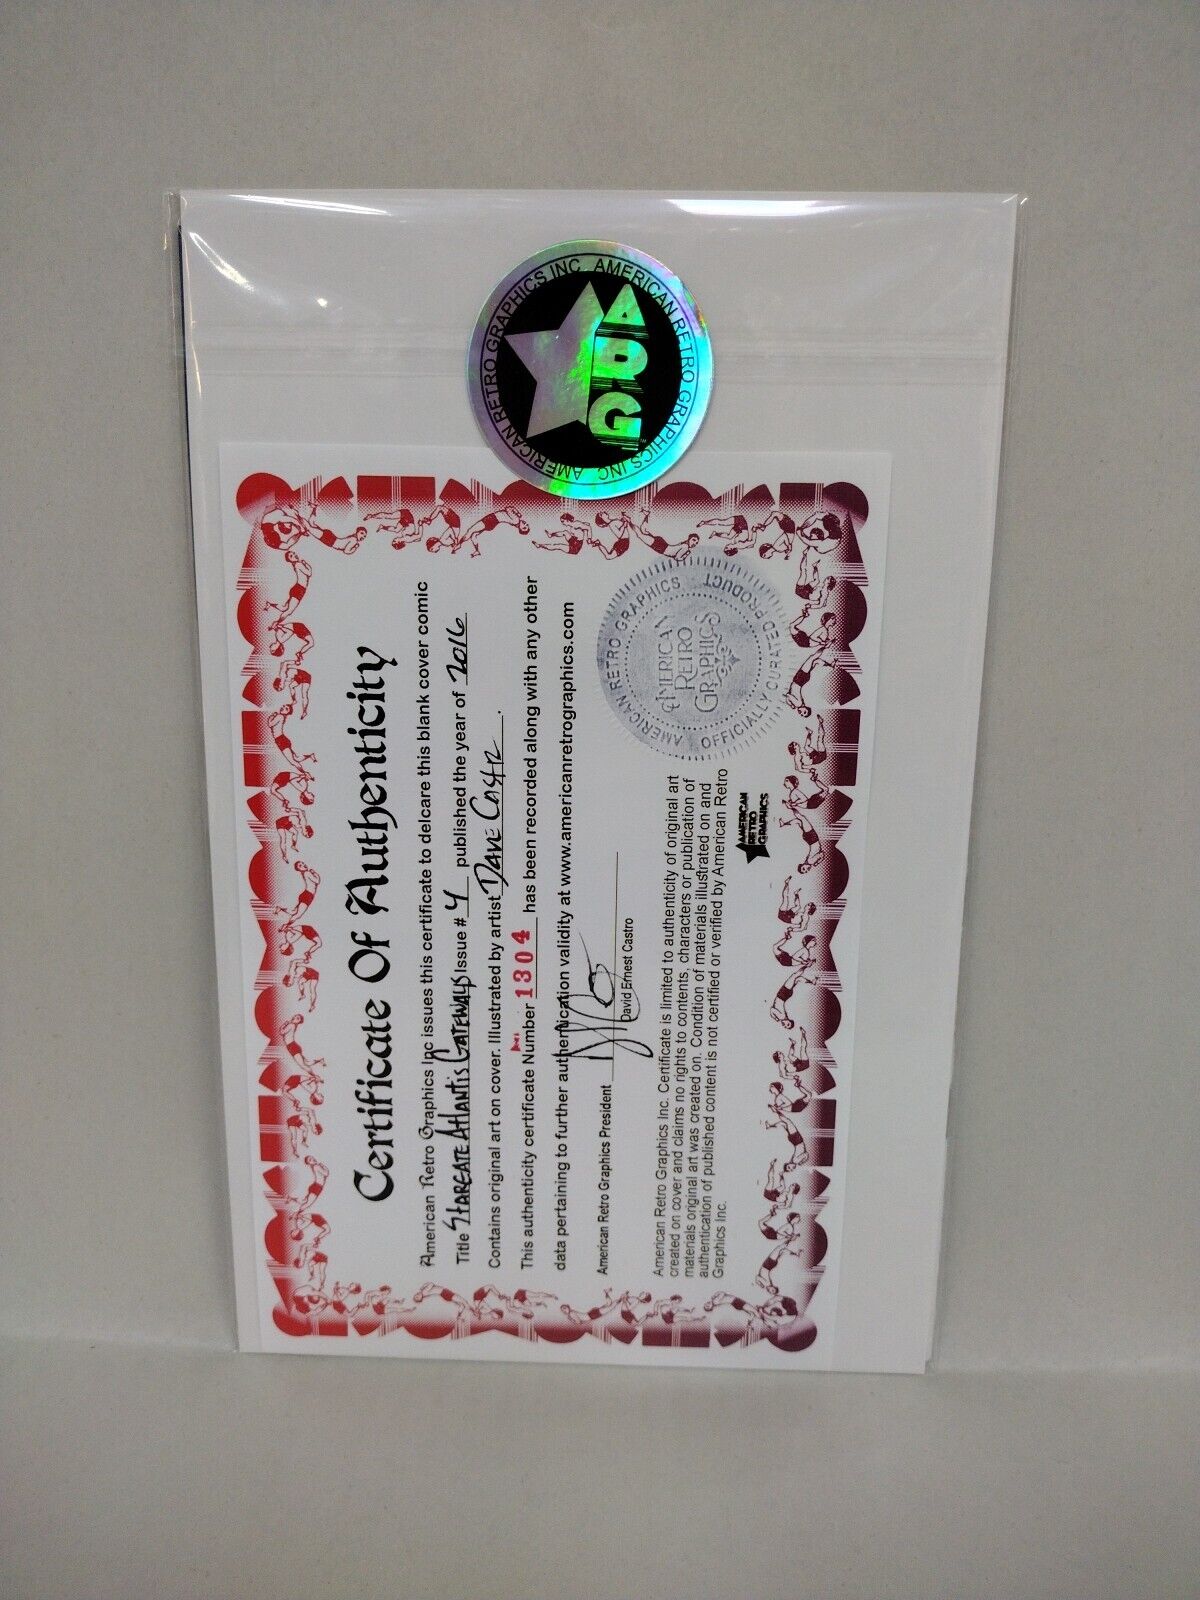 AMERICAN RETRO GRAPHICS INC. AMERICAN RETRO GRAPHICS INC.
ARG
TM
Certificate Of Authenticity
American Retro Graphics Inc issues this certificate to delcare this blank cover comic
Title STARGATE ATLANTIS GATEWAYS Issue # 4 published the year of 2016
Contains original art on cover. Illustrated by artist DAVE CASTR.
This authenticity certificate Number No 1304 has been recorded along with any other
data pertaining to further authentication validity at www.americanretrographics.com
American Retro Graphics President
David Ernest Castro
American Retro Graphics Inc. Certificate is limited to authenticity of original art
created on cover and claims no rights to contents, characters or publication of
materials original art was created on. Condition of materials illustrated on and
authentication of published content is not certified or verified by American Retro
Graphics Inc.
AMERICAN
RETRO
GRAPHICS
AMERICAN RETRO GRAPHICS
OFFICIALLY CURATED PRODUCT
AMERICAN
RETRO
GRAPHICS